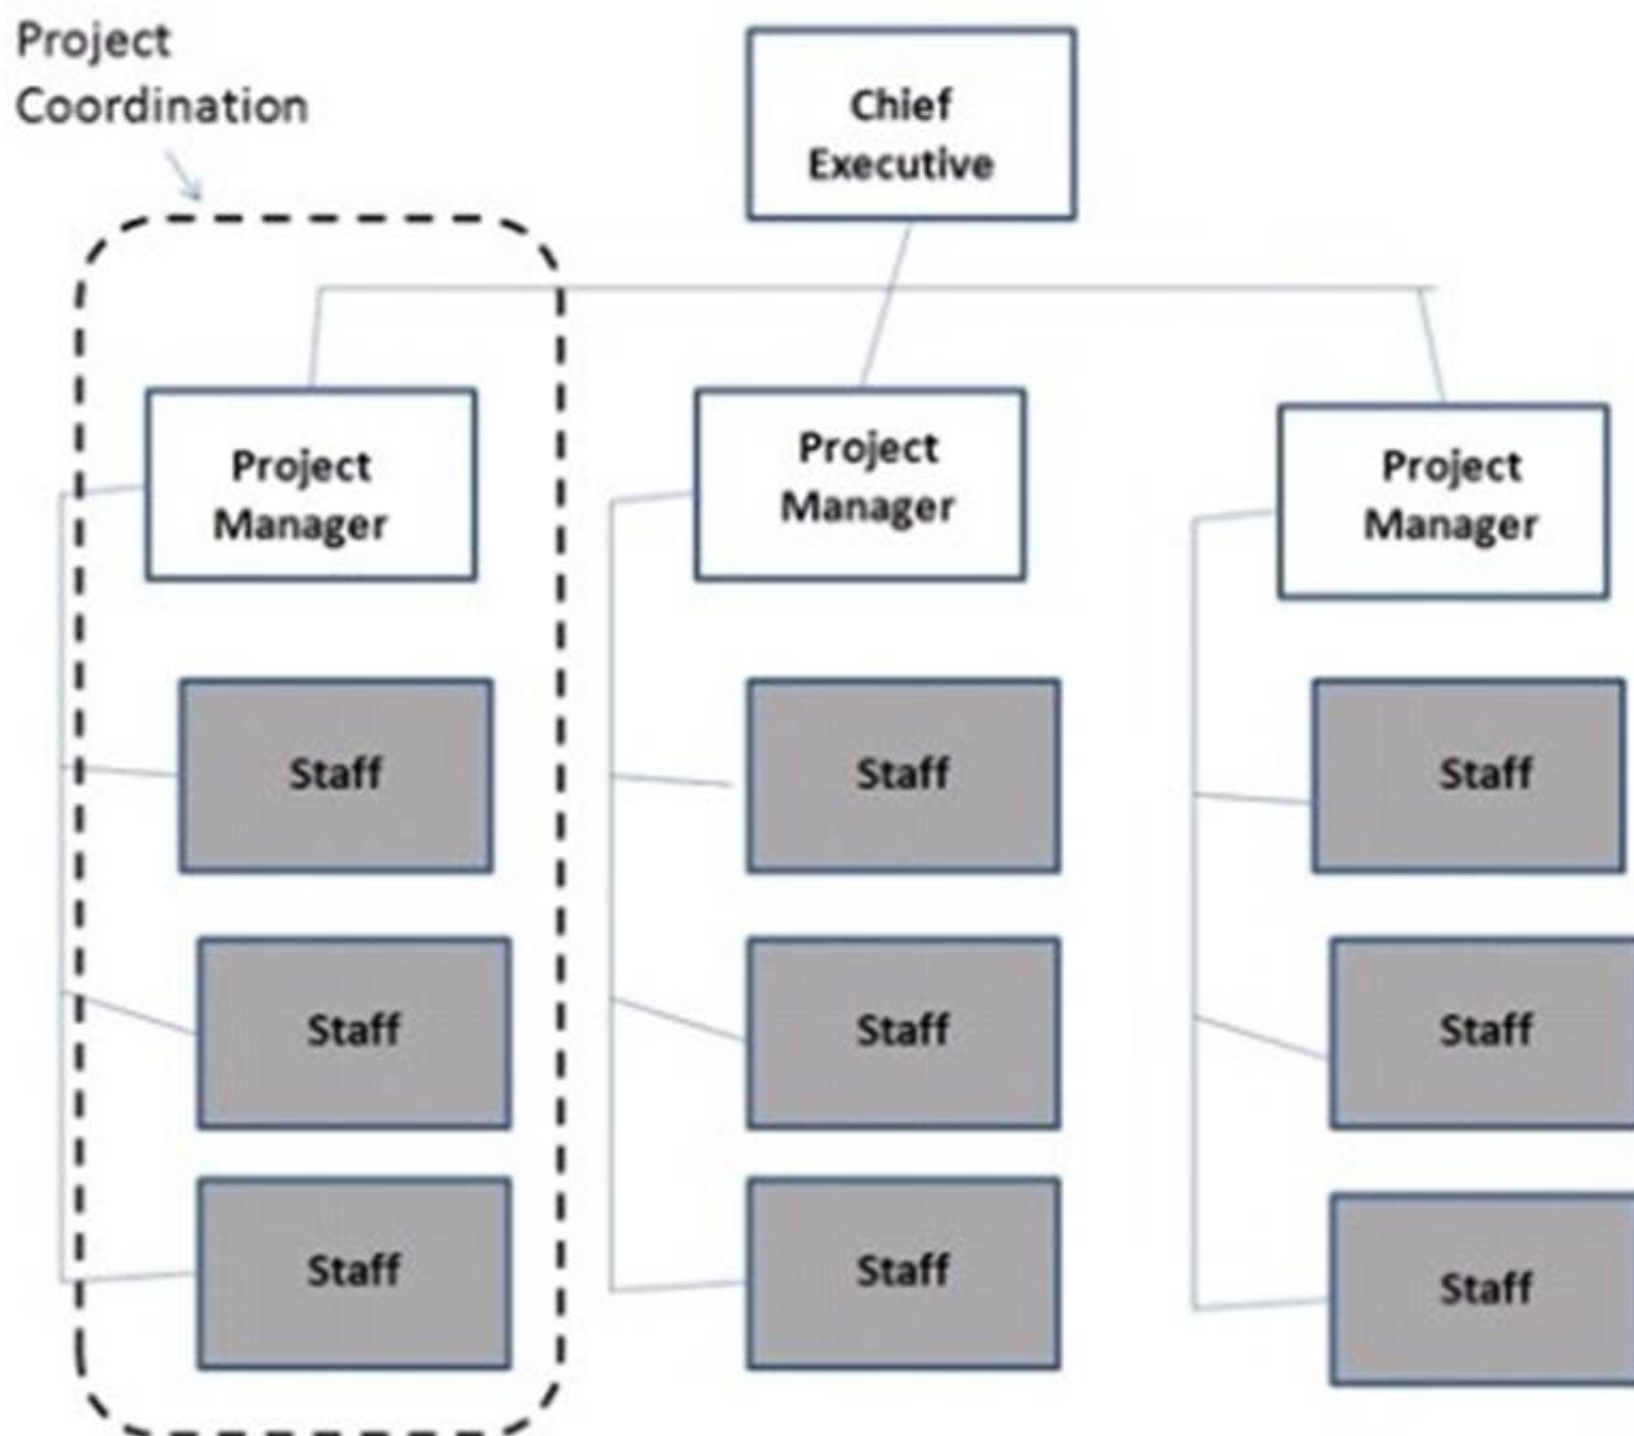 Project
Coordination
Chief
Executive
Project
Manager
Project
Manager
Project
Manager
Staff
Staff
Staff
Staff
Staff
Staff
Staff
Staff
Staff